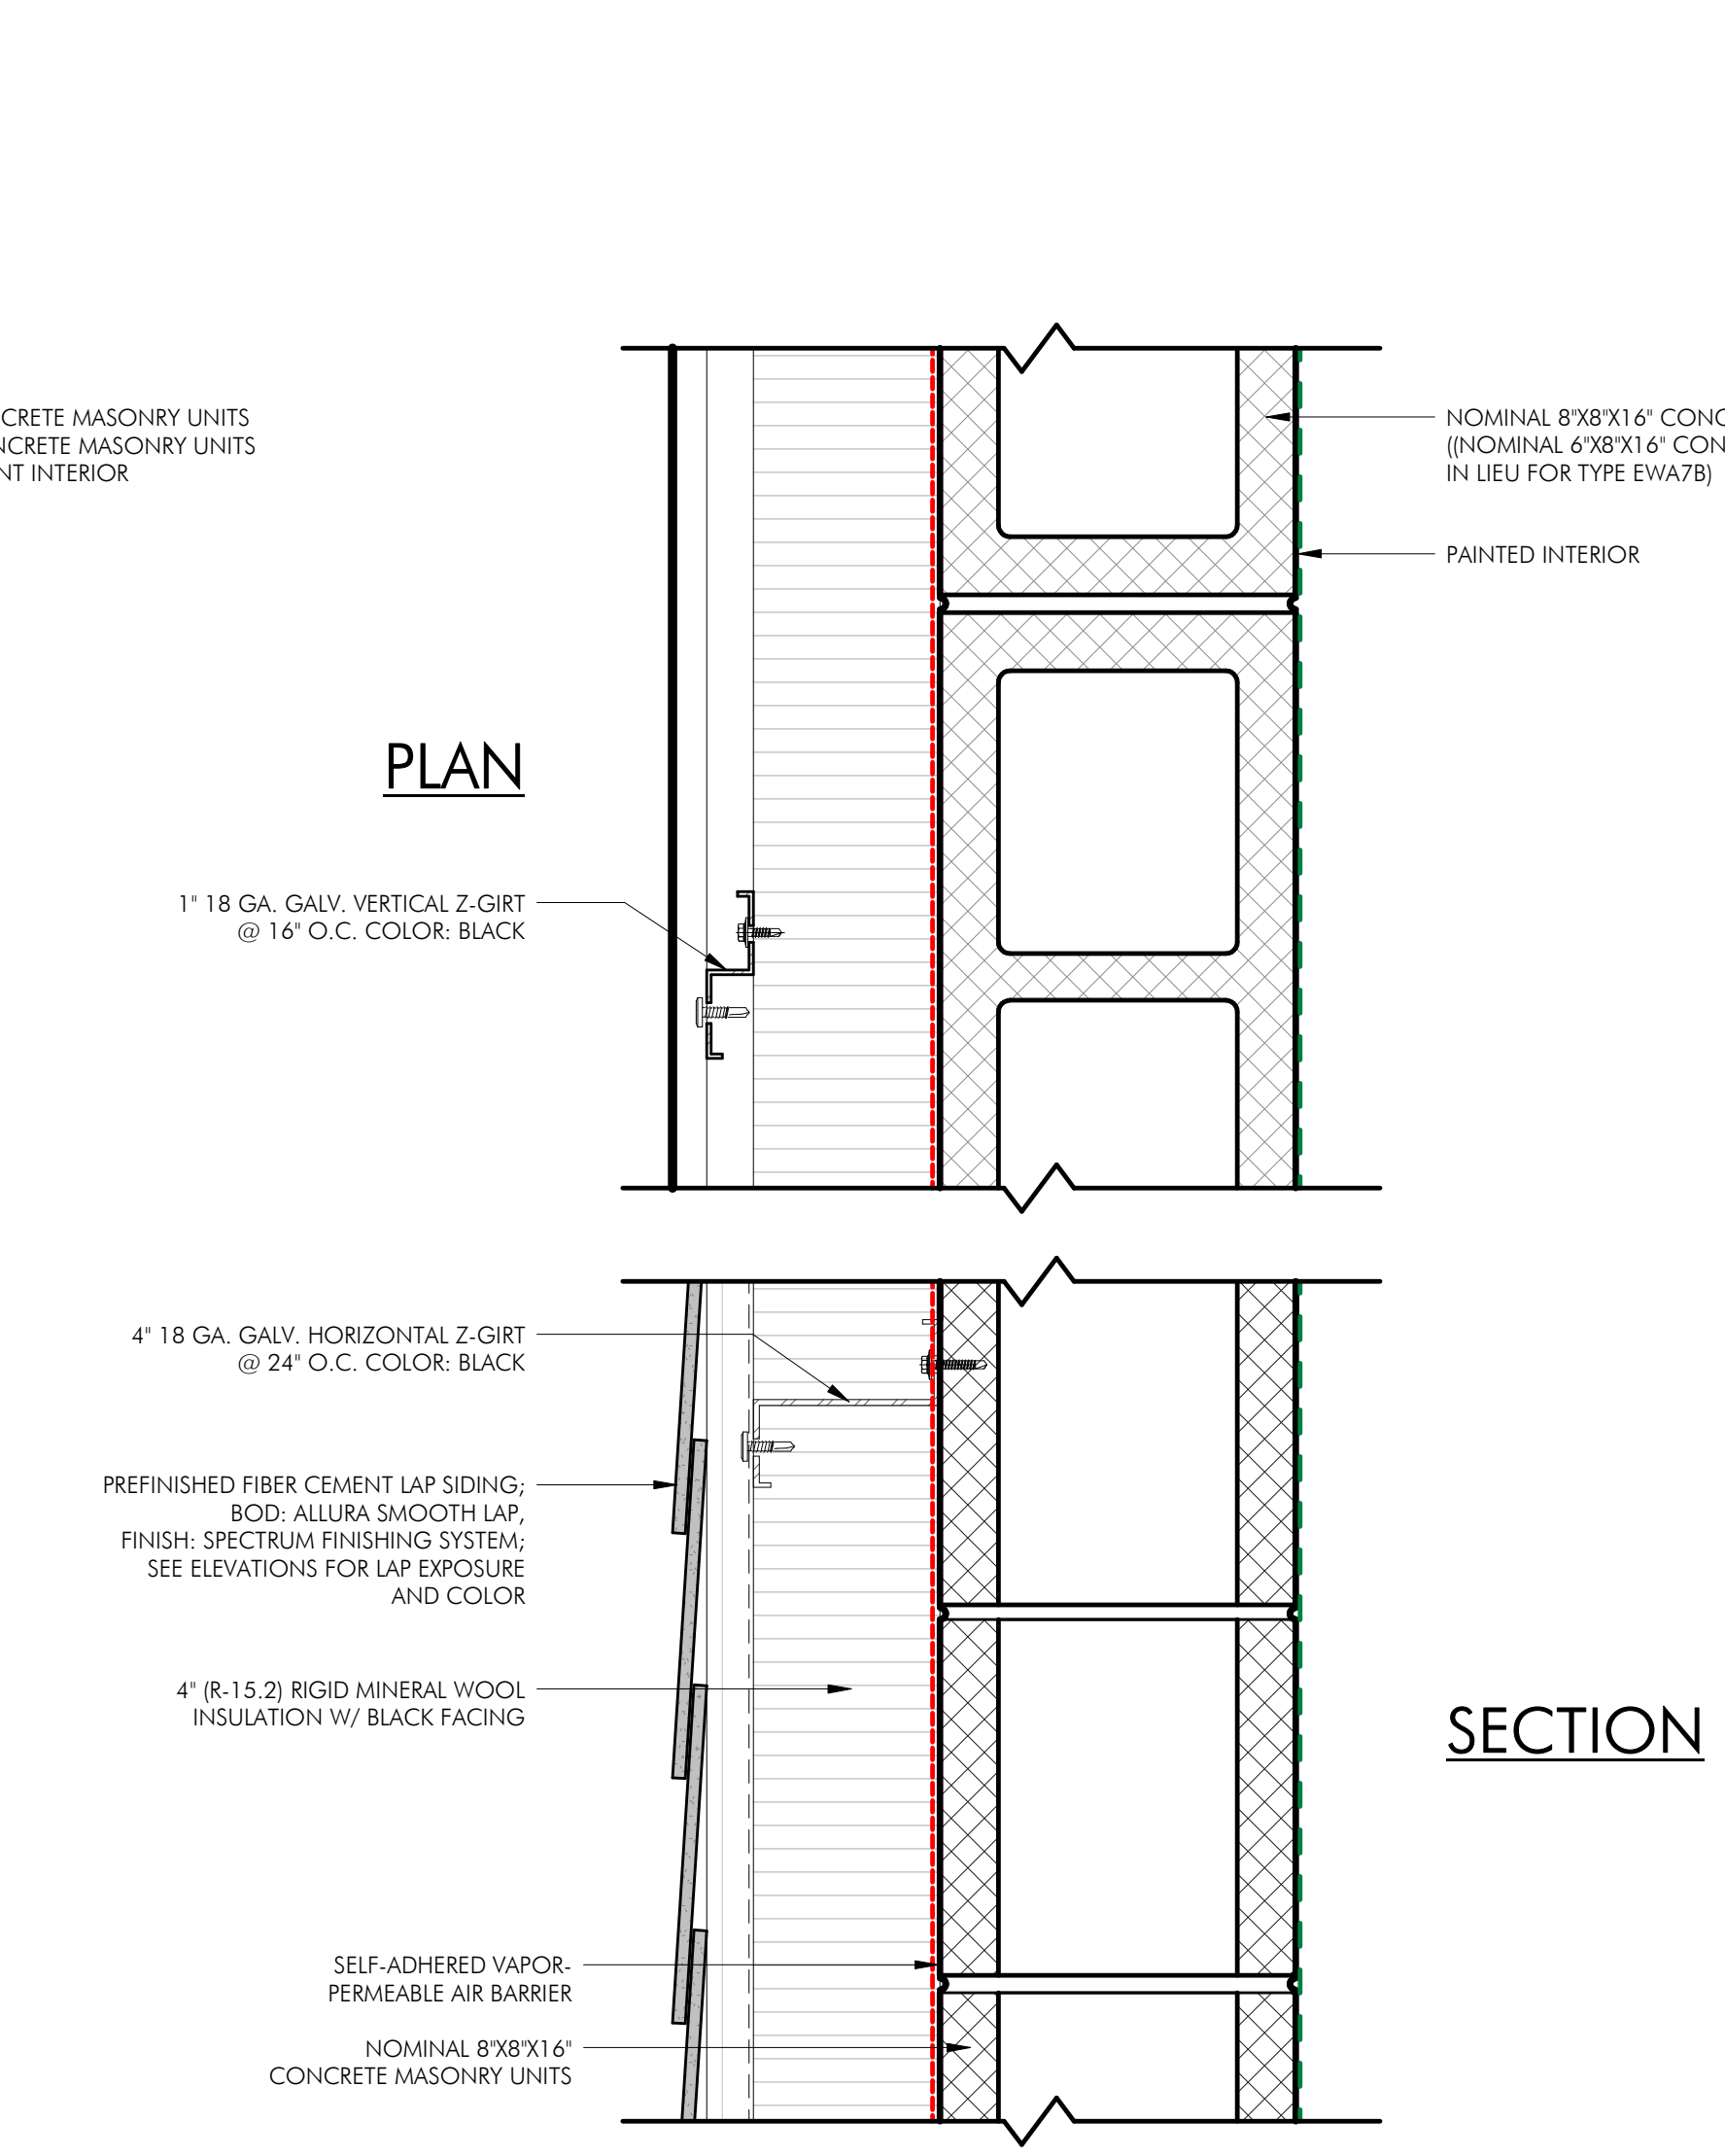 CRETE MASONRY UNITS
NCRETE MASONRY UNITS
NT INTERIOR
NOMINAL 8"X8"X16" CONC
((NOMINAL 6"X8"X16" CON
IN LIEU FOR TYPE EWA7B)
PAINTED INTERIOR
PLAN
1" 18 GA. GALV. VERTICAL Z-GIRT
@ 16" O.C. COLOR: BLACK
4" 18 GA. GALV. HORIZONTAL Z-GIRT
@ 24" O.C. COLOR: BLACK
PREFINISHED FIBER CEMENT LAP SIDING;
BOD: ALLURA SMOOTH LAP,
FINISH: SPECTRUM FINISHING SYSTEM;
SEE ELEVATIONS FOR LAP EXPOSURE
AND COLOR
4" (R-15.2) RIGID MINERAL WOOL
INSULATION W/ BLACK FACING
SECTION
SELF-ADHERED VAPOR-
PERMEABLE AIR BARRIER
NOMINAL 8"X8"X16"
CONCRETE MASONRY UNITS